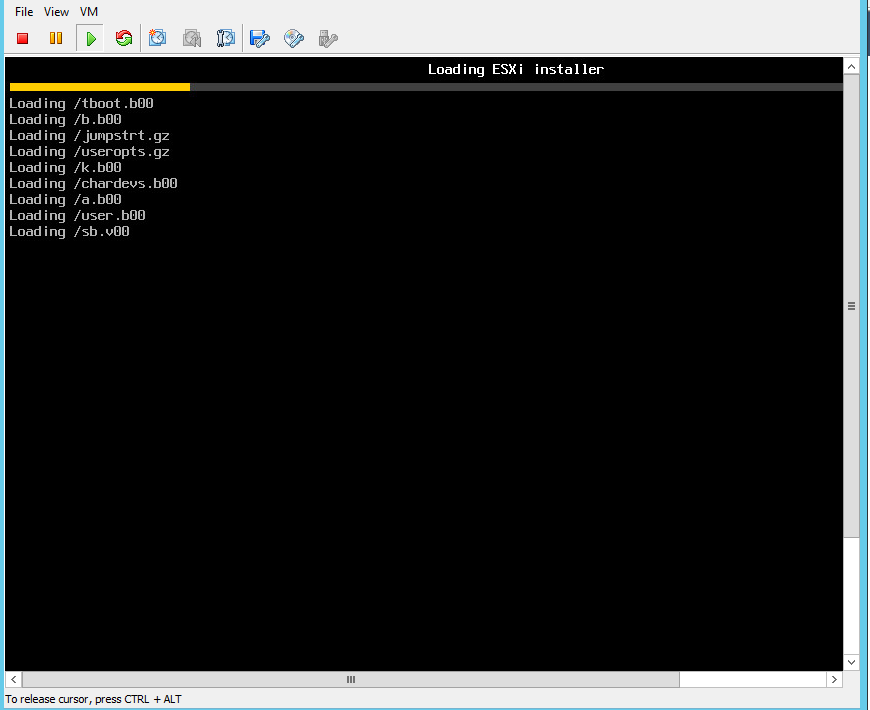 File View VM
Loading ESXi installer
Loading /tboot.b00
Loading /b.b00
Loading /jumpstrt.gz
Loading /useropts.gz
Loading /k.b00
Loading /chardevs.b00
Loading /a.b00
Loading /user.b00
Loading /sb.v00
To release cursor, press CTRL + ALT